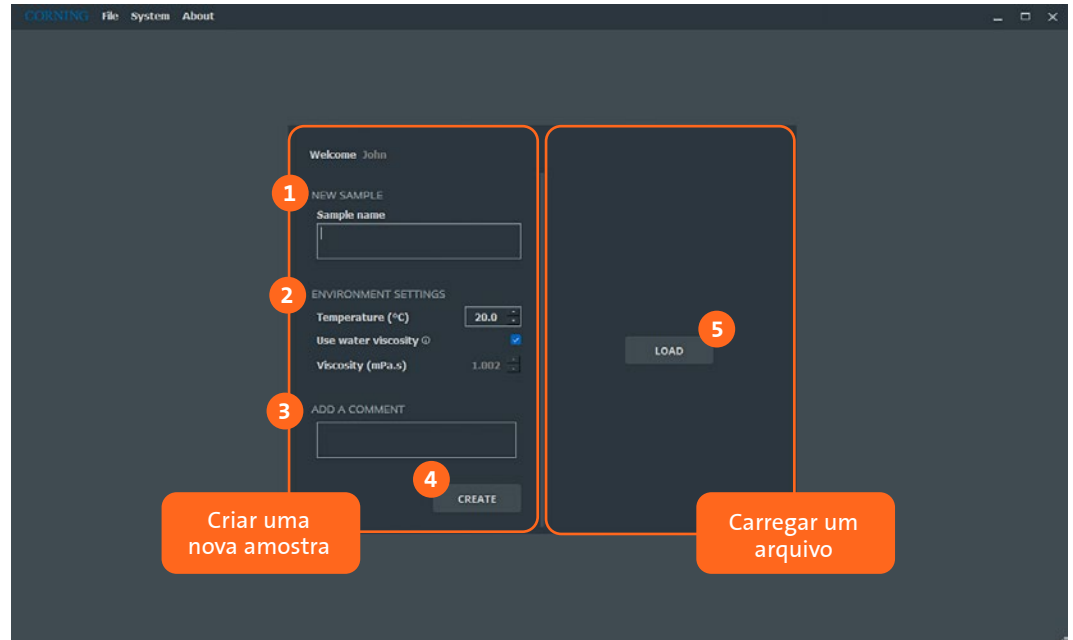 CORNING File System About
Welcome John
1
NEW SAMPLE
Sample name
2
ENVIRONMENT SETTINGS
Temperature (°C) 20.0
Use water viscosity
Viscosity (mPa.s) 1.002
3
ADD A COMMENT
4
CREATE
Criar uma
nova amostra
5
LOAD
Carregar um
arquivo